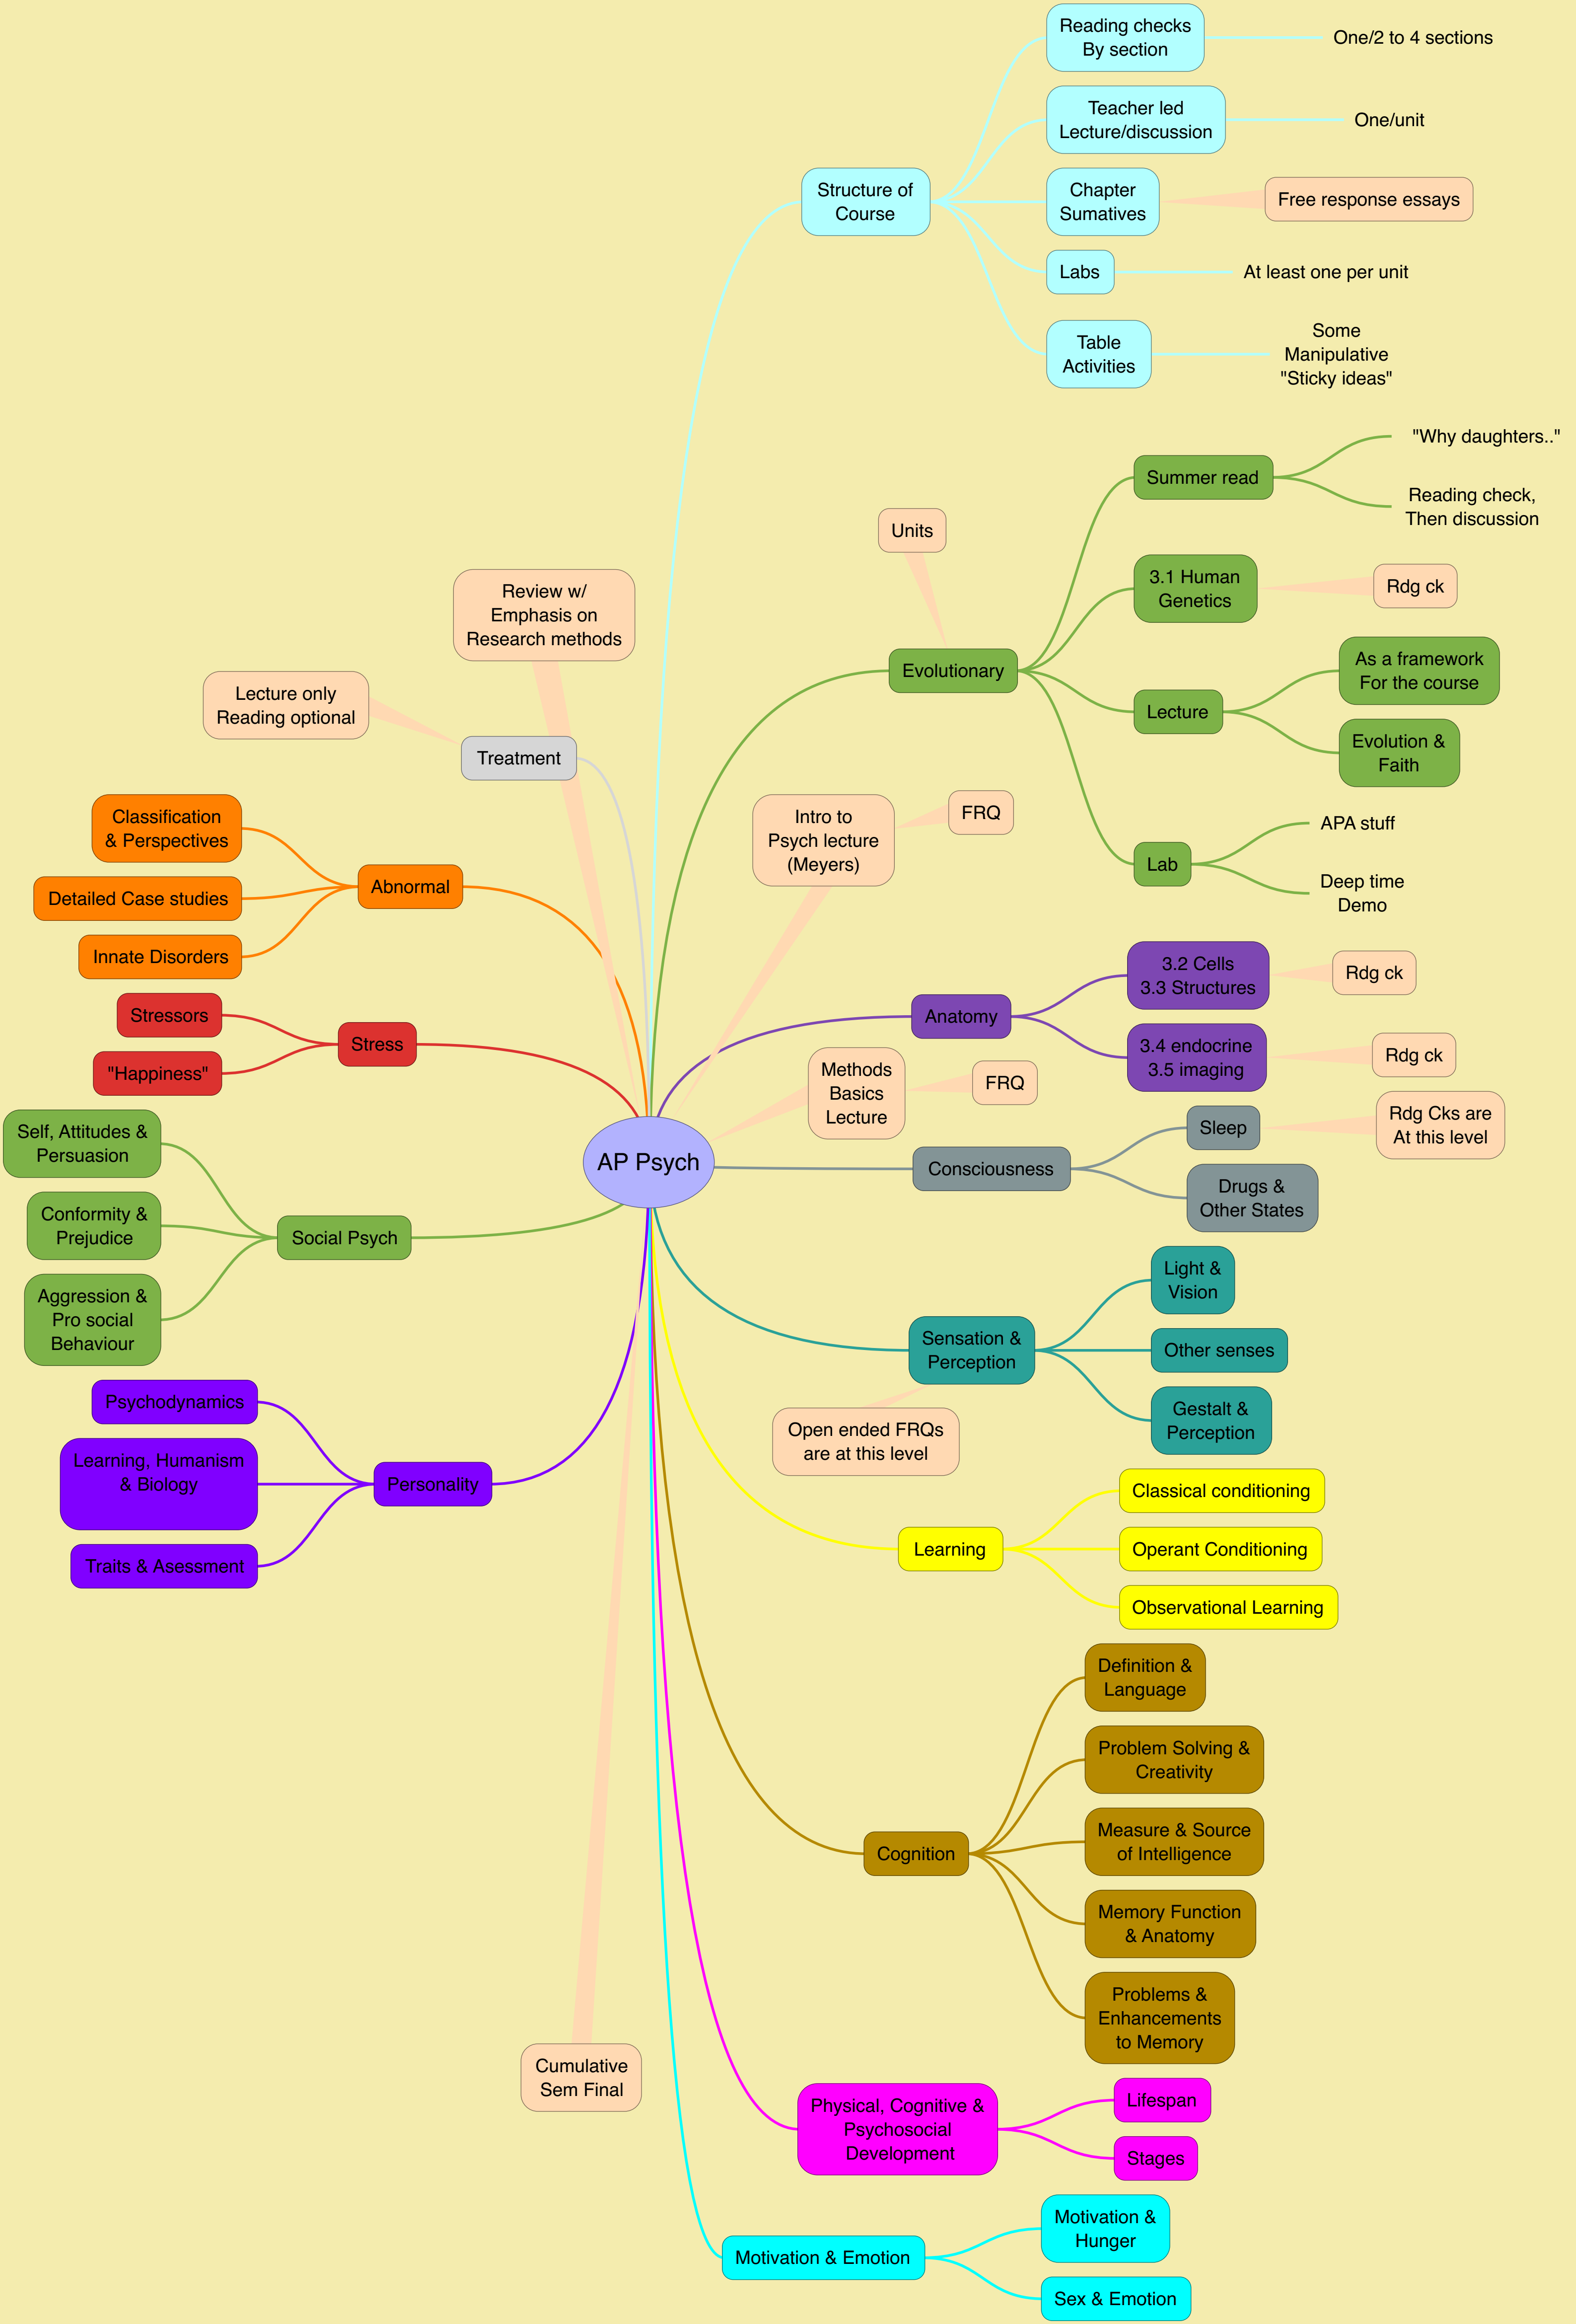 Reading checks
By section
One/2 to 4 sections
Teacher led
Lecture/discussion
One/unit
Structure of
Course
Chapter
Sumatives
Free response essays
Labs
At least one per unit
Table
Activities
Some
Manipulative
"Sticky ideas"
Units
Evolutionary
Summer read
"Why daughters.."
Reading check,
Then discussion
3.1 Human
Genetics
Rdg ck
Lecture
As a framework
For the course
Evolution &
Faith
Lab
APA stuff
Deep time
Demo
Review w/
Emphasis on
Research methods
Lecture only
Reading optional
Treatment
Intro to
Psych lecture
(Meyers)
FRQ
Classification
& Perspectives
Detailed Case studies
Innate Disorders
Abnormal
Stressors
"Happiness"
Stress
Anatomy
3.2 Cells
3.3 Structures
Rdg ck
3.4 endocrine
3.5 imaging
Rdg ck
Methods
Basics
Lecture
FRQ
AP Psych
Consciousness
Sleep
Rdg Cks are
At this level
Drugs &
Other States
Self, Attitudes &
Persuasion
Conformity &
Prejudice
Aggression &
Pro social
Behaviour
Social Psych
Sensation &
Perception
Light &
Vision
Other senses
Gestalt &
Perception
Open ended FRQs
are at this level
Psychodynamics
Learning, Humanism
& Biology
Traits & Asessment
Personality
Learning
Classical conditioning
Operant Conditioning
Observational Learning
Cognition
Definition &
Language
Problem Solving &
Creativity
Measure & Source
of Intelligence
Memory Function
& Anatomy
Problems &
Enhancements
to Memory
Cumulative
Sem Final
Physical, Cognitive &
Psychosocial
Development
Lifespan
Stages
Motivation & Emotion
Motivation &
Hunger
Sex & Emotion